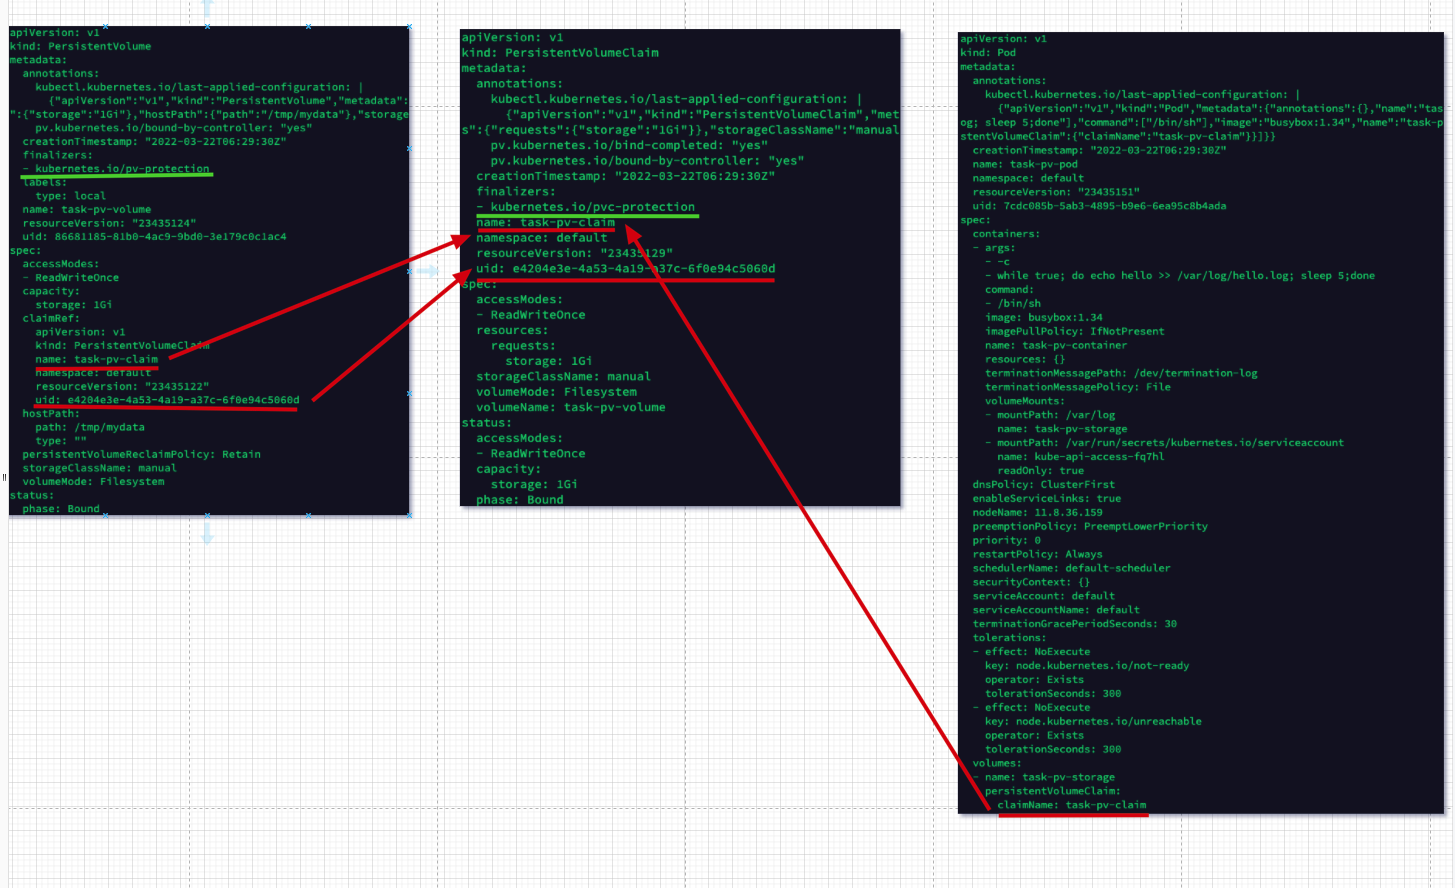 apiVersion: v1
kind: PersistentVolume
metadata:
  annotations:
    kubectl.kubernetes.io/last-applied-configuration: |
      {"apiVersion":"v1","kind":"PersistentVolume","metadata":
":{"storage":"1Gi"},"hostPath":{"path":"/tmp/mydata"},"storage
    pv.kubernetes.io/bound-by-controller: "yes"
  creationTimestamp: "2022-03-22T06:29:30Z"
  finalizers:
  - kubernetes.io/pv-protection
  labels:
    type: local
  name: task-pv-volume
  resourceVersion: "23435124"
  uid: 86681185-81b0-4ac9-9bd0-3e179c0c1ac4
spec:
  accessModes:
  - ReadWriteOnce
  capacity:
    storage: 1Gi
  claimRef:
    apiVersion: v1
    kind: PersistentVolumeClaim
    name: task-pv-claim
    namespace: default
    resourceVersion: "23435122"
    uid: e4204e3e-4a53-4a19-a37c-6f0e94c5060d
  hostPath:
    path: /tmp/mydata
    type: ""
  persistentVolumeReclaimPolicy: Retain
  storageClassName: manual
  volumeMode: Filesystem
status:
  phase: Bound
apiVersion: v1
kind: PersistentVolumeClaim
metadata:
  annotations:
    kubectl.kubernetes.io/last-applied-configuration: |
      {"apiVersion":"v1","kind":"PersistentVolumeClaim","met
s":{"requests":{"storage":"1Gi"}},"storageClassName":"manual
    pv.kubernetes.io/bind-completed: "yes"
    pv.kubernetes.io/bound-by-controller: "yes"
  creationTimestamp: "2022-03-22T06:29:30Z"
  finalizers:
  - kubernetes.io/pvc-protection
  name: task-pv-claim
  namespace: default
  resourceVersion: "23435129"
  uid: e4204e3e-4a53-4a19-a37c-6f0e94c5060d
spec:
  accessModes:
  - ReadWriteOnce
  resources:
    requests:
      storage: 1Gi
  storageClassName: manual
  volumeMode: Filesystem
  volumeName: task-pv-volume
status:
  accessModes:
  - ReadWriteOnce
  capacity:
    storage: 1Gi
  phase: Bound
apiVersion: v1
kind: Pod
metadata:
  annotations:
    kubectl.kubernetes.io/last-applied-configuration: |
      {"apiVersion":"v1","kind":"Pod","metadata":{"annotations":{},"name":"tas
og; sleep 5;done"],"command":["/bin/sh"],"image":"busybox:1.34","name":"task-p
stentVolumeClaim":{"claimName":"task-pv-claim"}}]}}
  creationTimestamp: "2022-03-22T06:29:30Z"
  name: task-pv-pod
  namespace: default
  resourceVersion: "23435151"
  uid: 7cdc085b-5ab3-4895-b9e6-6ea95c8b4ada
spec:
  containers:
  - args:
    - -c
    - while true; do echo hello >> /var/log/hello.log; sleep 5;done
    command:
    - /bin/sh
    image: busybox:1.34
    imagePullPolicy: IfNotPresent
    name: task-pv-container
    resources: {}
    terminationMessagePath: /dev/termination-log
    terminationMessagePolicy: File
    volumeMounts:
    - mountPath: /var/log
      name: task-pv-storage
    - mountPath: /var/run/secrets/kubernetes.io/serviceaccount
      name: kube-api-access-fq7hl
      readOnly: true
  dnsPolicy: ClusterFirst
  enableServiceLinks: true
  nodeName: 11.8.36.159
  preemptionPolicy: PreemptLowerPriority
  priority: 0
  restartPolicy: Always
  schedulerName: default-scheduler
  securityContext: {}
  serviceAccount: default
  serviceAccountName: default
  terminationGracePeriodSeconds: 30
  tolerations:
  - effect: NoExecute
    key: node.kubernetes.io/not-ready
    operator: Exists
    tolerationSeconds: 300
  - effect: NoExecute
    key: node.kubernetes.io/unreachable
    operator: Exists
    tolerationSeconds: 300
  volumes:
  - name: task-pv-storage
    persistentVolumeClaim:
      claimName: task-pv-claim